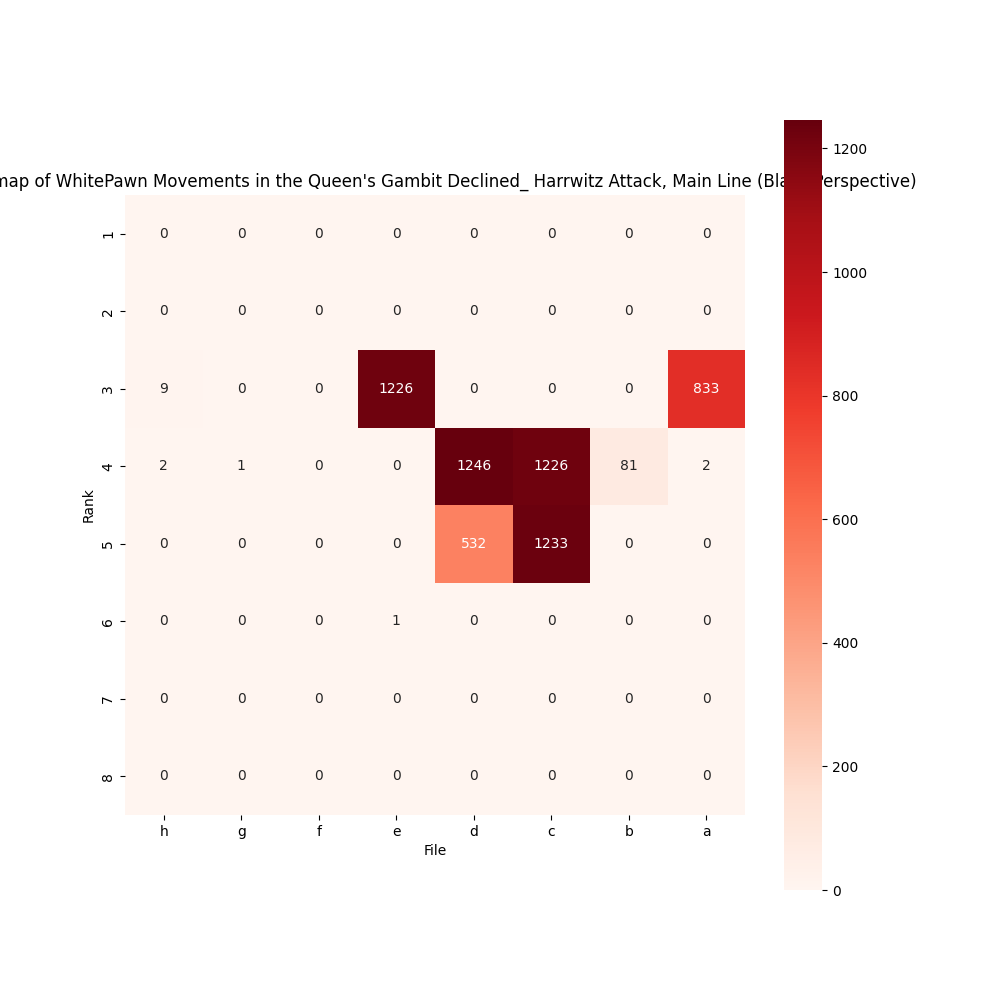 map of WhitePawn Movements in the Queen's Gambit Declined_ Harrwitz Attack, Main Line (Black Perspective)
1 0 0 0 0 0 0 0 0
2 0 0 0 0 0 0 0 0
3 9 0 0 1226 0 0 0 833
4 2 1 0 0 1246 1226 81 2
5 0 0 0 0 532 1233 0 0
6 0 0 0 1 0 0 0 0
7 0 0 0 0 0 0 0 0
8 0 0 0 0 0 0 0 0
Rank
h g f e d c b a
File
1200
1000
800
600
400
200
0